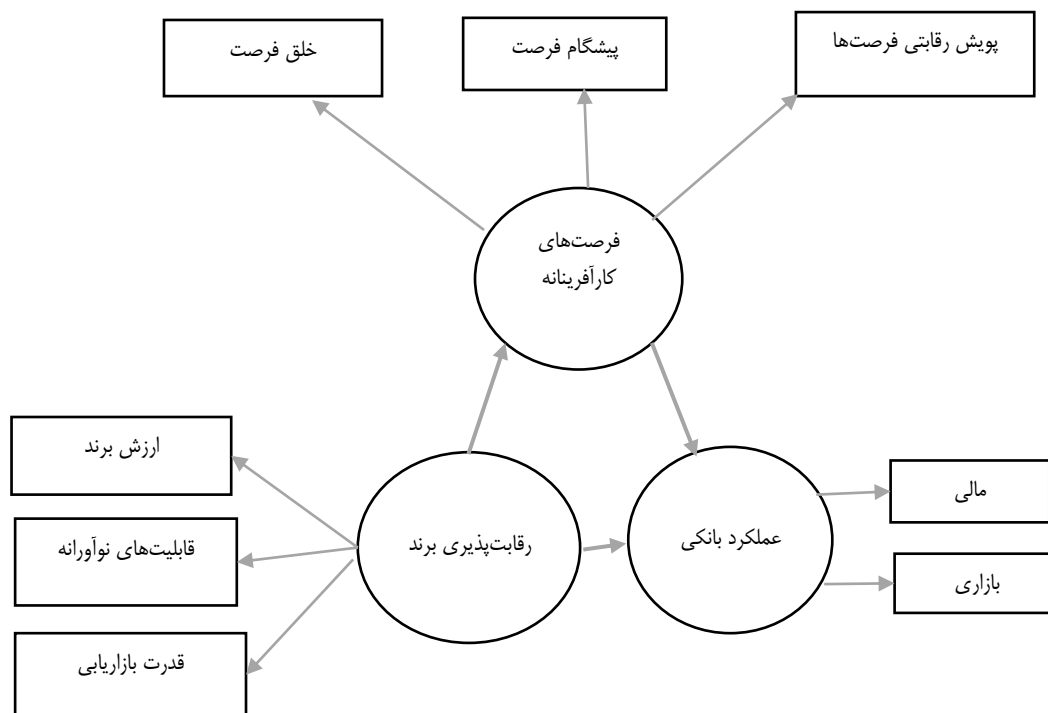 پویش رقابتی فرصت‌ها
پیشگام فرصت
خلق فرصت
فرصت‌های
کارآفرینانه
ارزش برند
قابلیت‌های نوآورانه
قدرت بازاریابی
رقابت‌پذیری برند
عملکرد بانکی
مالی
بازاری